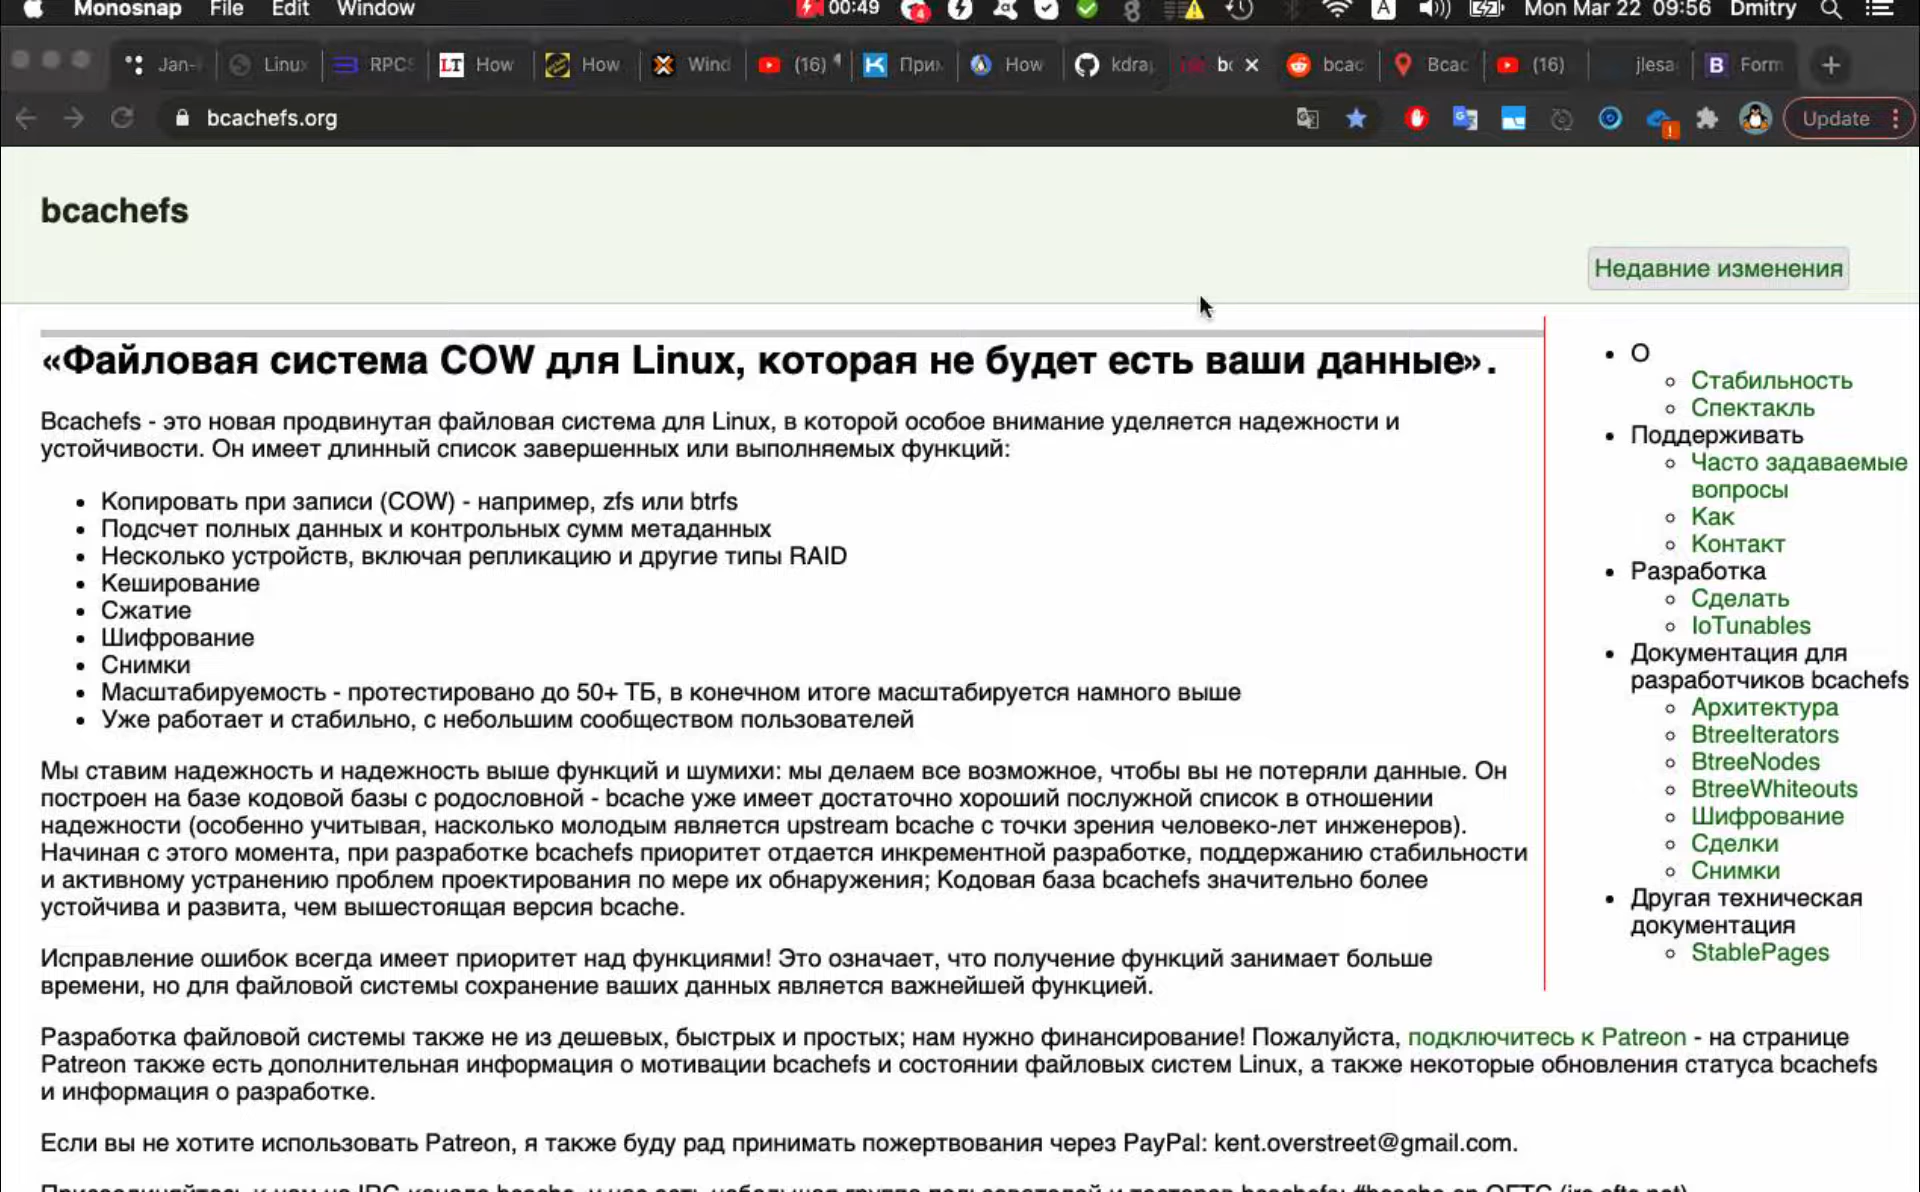 Monosnap File Edit Window 00:49 4 A Mon Mar 22 09:56 Dmitry
Jan- Linux RPCS LT How How Wind (16) При How kdra bc bcac Bcac (16) jlesa B Form
bcachefs.org Update
bcachefs
Недавние изменения
«Файловая система COW для Linux, которая не будет есть ваши данные».
Bcachefs - это новая продвинутая файловая система для Linux, в которой особое внимание уделяется надежности и
устойчивости. Он имеет длинный список завершенных или выполняемых функций:
Копировать при записи (COW) - например, zfs или btrfs
Подсчет полных данных и контрольных сумм метаданных
Несколько устройств, включая репликацию и другие типы RAID
Кеширование
Сжатие
Шифрование
Снимки
Масштабируемость - протестировано до 50+ ТБ, в конечном итоге масштабируется намного выше
Уже работает и стабильно, с небольшим сообществом пользователей
Мы ставим надежность и надежность выше функций и шумихи: мы делаем все возможное, чтобы вы не потеряли данные. Он
построен на базе кодовой базы с родословной - bcache уже имеет достаточно хороший послужной список в отношении
надежности (особенно учитывая, насколько молодым является upstream bcache с точки зрения человеко-лет инженеров).
Начиная с этого момента, при разработке bcachefs приоритет отдается инкрементной разработке, поддержанию стабильности
и активному устранению проблем проектирования по мере их обнаружения; Кодовая база bcachefs значительно более
устойчива и развита, чем вышестоящая версия bcache.
Исправление ошибок всегда имеет приоритет над функциями! Это означает, что получение функций занимает больше
времени, но для файловой системы сохранение ваших данных является важнейшей функцией.
Разработка файловой системы также не из дешевых, быстрых и простых; нам нужно финансирование! Пожалуйста, подключитесь к Patreon - на странице
Patreon также есть дополнительная информация о мотивации bcachefs и состоянии файловых систем Linux, а также некоторые обновления статуса bcachefs
и информация о разработке.
Если вы не хотите использовать Patreon, я также буду рад принимать пожертвования через PayPal: kent.overstreet@gmail.com.
О
Стабильность
Спектакль
Поддерживать
Часто задаваемые
вопросы
Как
Контакт
Разработка
Сделать
IoTunables
Документация для
разработчиков bcachefs
Архитектура
BtreeIterators
BtreeNodes
BtreeWhiteouts
Шифрование
Сделки
Снимки
Другая техническая
документация
StablePages